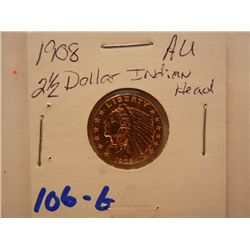 1908 AU
2½ Dollar Indian Head
LIBERTY
1908
106-G